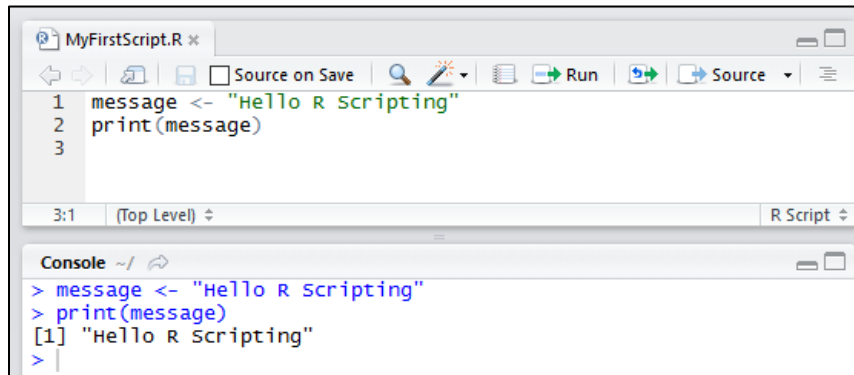 MyFirstScript.R
Source on Save Run Source
1 message <- "Hello R Scripting"
2 print(message)
3
3:1 (Top Level) R Script
Console ~/
> message <- "Hello R Scripting"
> print(message)
[1] "Hello R Scripting"
>